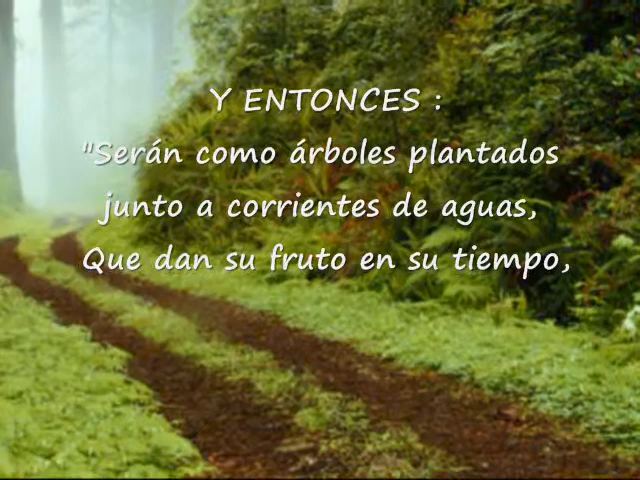 Y ENTONCES :
"Serán como árboles plantados
junto a corrientes de aguas,
Que dan su fruto en su tiempo,